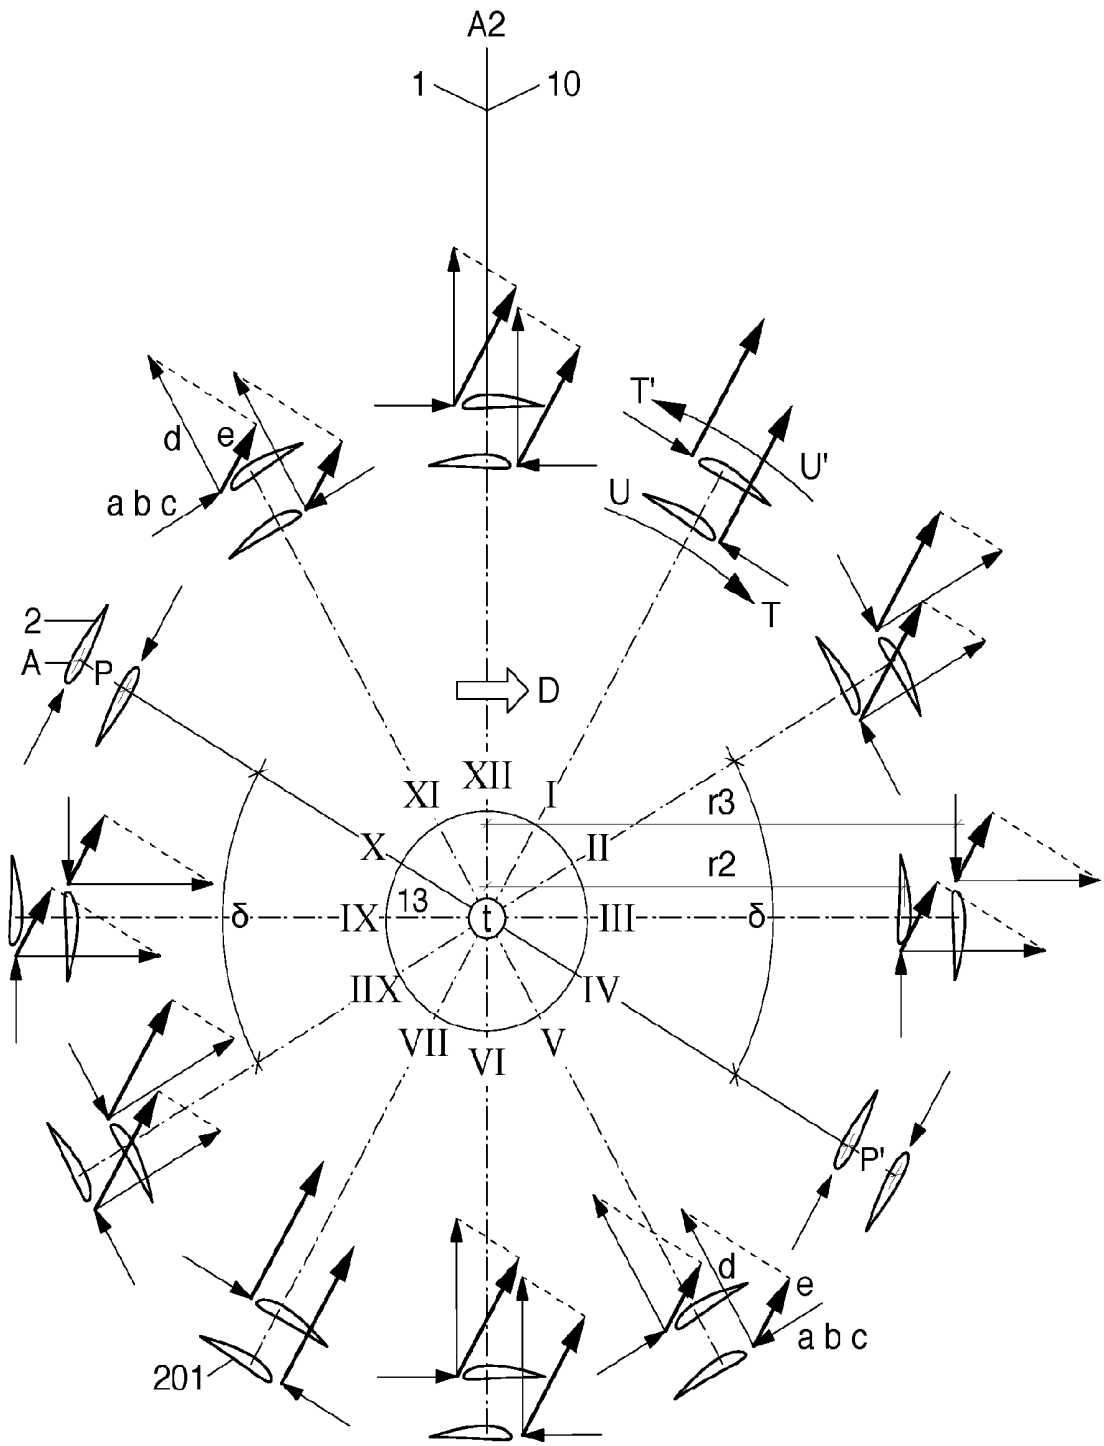 A2
1 10
T'
d e
U'
U
a b c
T
2
A P
D
XII
XI I
r3
X II
r2
13
δ IX t III δ
IIX IV
VII V
VI
P'
d
e
a b c
201